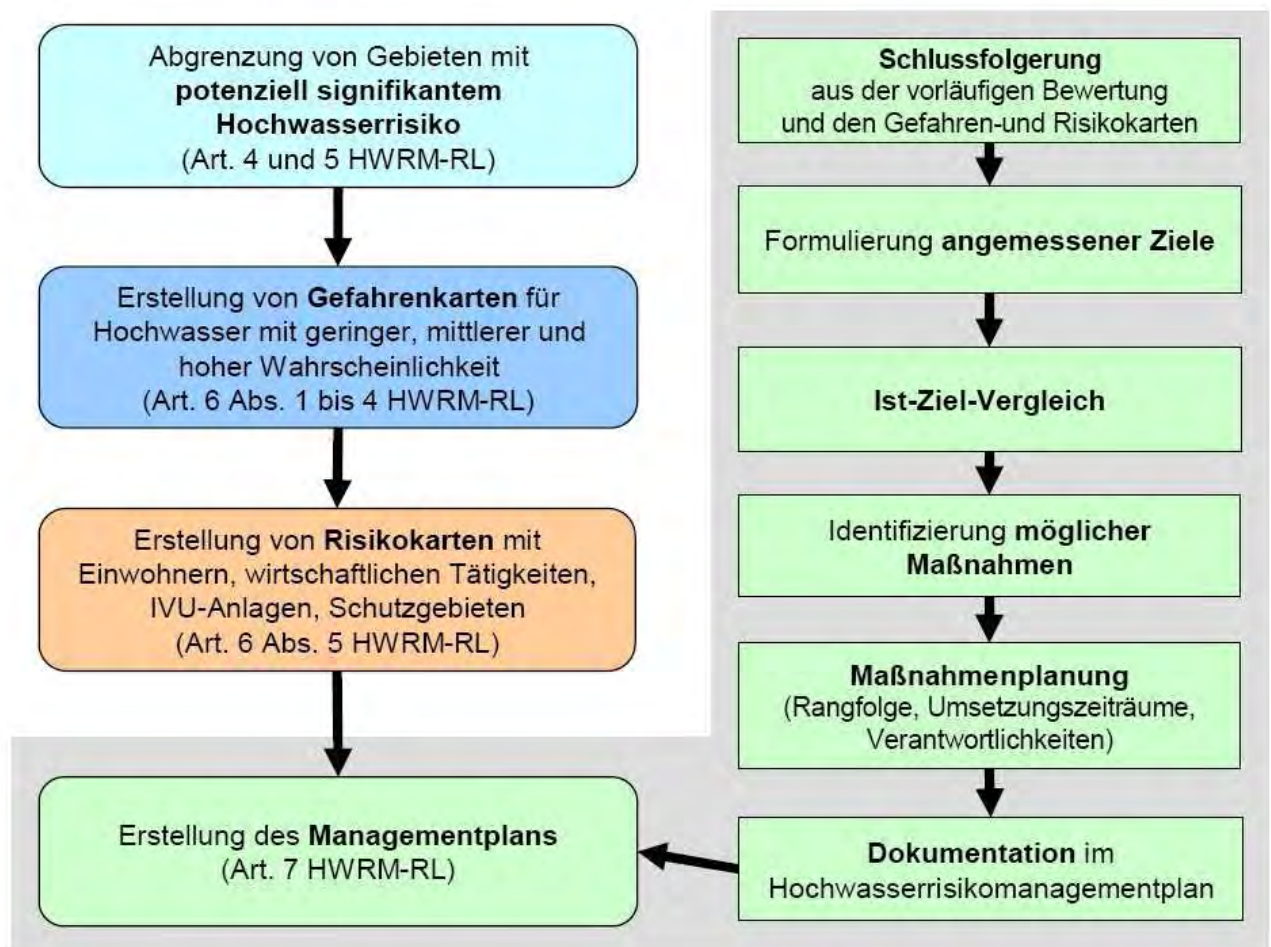 Abgrenzung von Gebieten mit
potenziell signifikantem
Hochwasserrisiko
(Art. 4 und 5 HWRM-RL)
Erstellung von Gefahrenkarten für
Hochwasser mit geringer, mittlerer und
hoher Wahrscheinlichkeit
(Art. 6 Abs. 1 bis 4 HWRM-RL)
Erstellung von Risikokarten mit
Einwohnern, wirtschaftlichen Tätigkeiten,
IVU-Anlagen, Schutzgebieten
(Art. 6 Abs. 5 HWRM-RL)
Erstellung des Managementplans
(Art. 7 HWRM-RL)
Schlussfolgerung
aus der vorläufigen Bewertung
und den Gefahren-und Risikokarten
Formulierung angemessener Ziele
Ist-Ziel-Vergleich
Identifizierung möglicher
Maßnahmen
Maßnahmenplanung
(Rangfolge, Umsetzungszeiträume,
Verantwortlichkeiten)
Dokumentation im
Hochwasserrisikomanagementplan